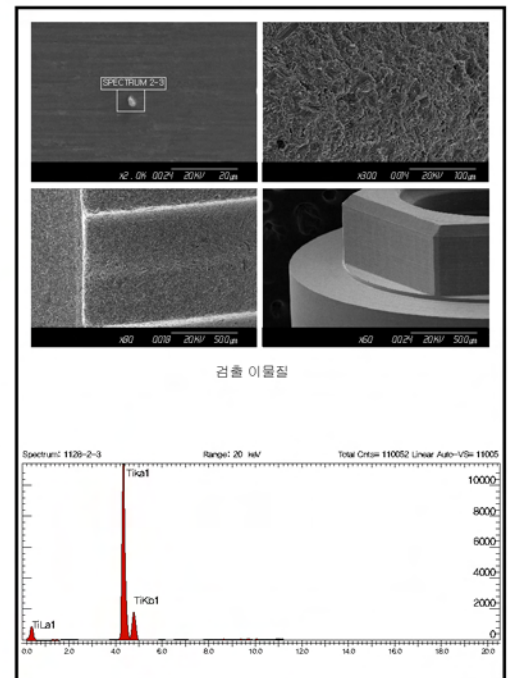 SPECTRUM 2-3
X2.0K 0024 20KV 20µm
X300 0014 20KV 100µm
X80 0018 20KV 500µm
X60 0024 20KV 500µm
검출 이물질
Spectrum: 1128-2-3 Range: 20 keV Total Cnts= 110052 Linear Auto-VS= 11005
Tika1
10000
8000
6000
4000
TiKb1
2000
TiLa1
0
0.0 2.0 4.0 6.0 8.0 10.0 12.0 14.0 16.0 18.0 20.0